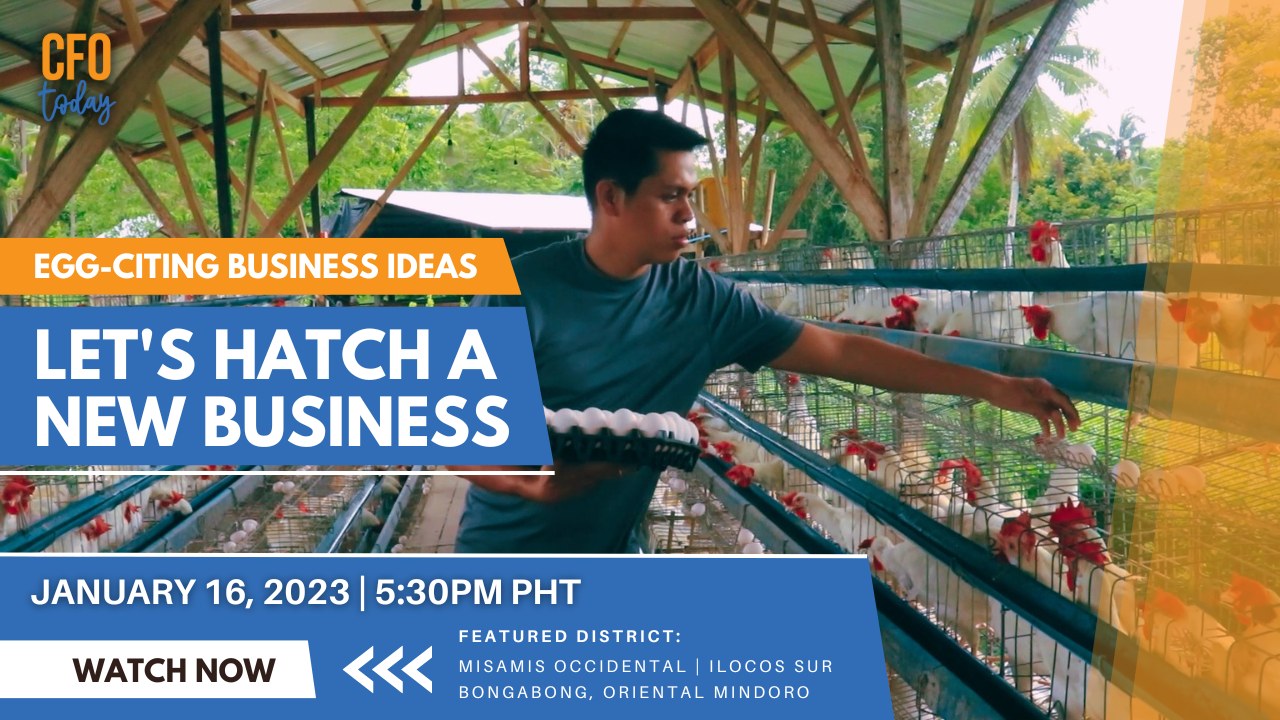 CFO
today
EGG-CITING BUSINESS IDEAS
LET'S HATCH A
NEW BUSINESS
JANUARY 16, 2023 | 5:30PM PHT
WATCH NOW
FEATURED DISTRICT:
MISAMIS OCCIDENTAL | ILOCOS SUR
BONGABONG, ORIENTAL MINDORO